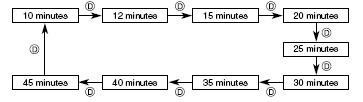 10 minutes Ⓓ 12 minutes Ⓓ 15 minutes Ⓓ 20 minutes
Ⓓ Ⓓ
25 minutes
Ⓓ
45 minutes Ⓓ 40 minutes Ⓓ 35 minutes Ⓓ 30 minutes